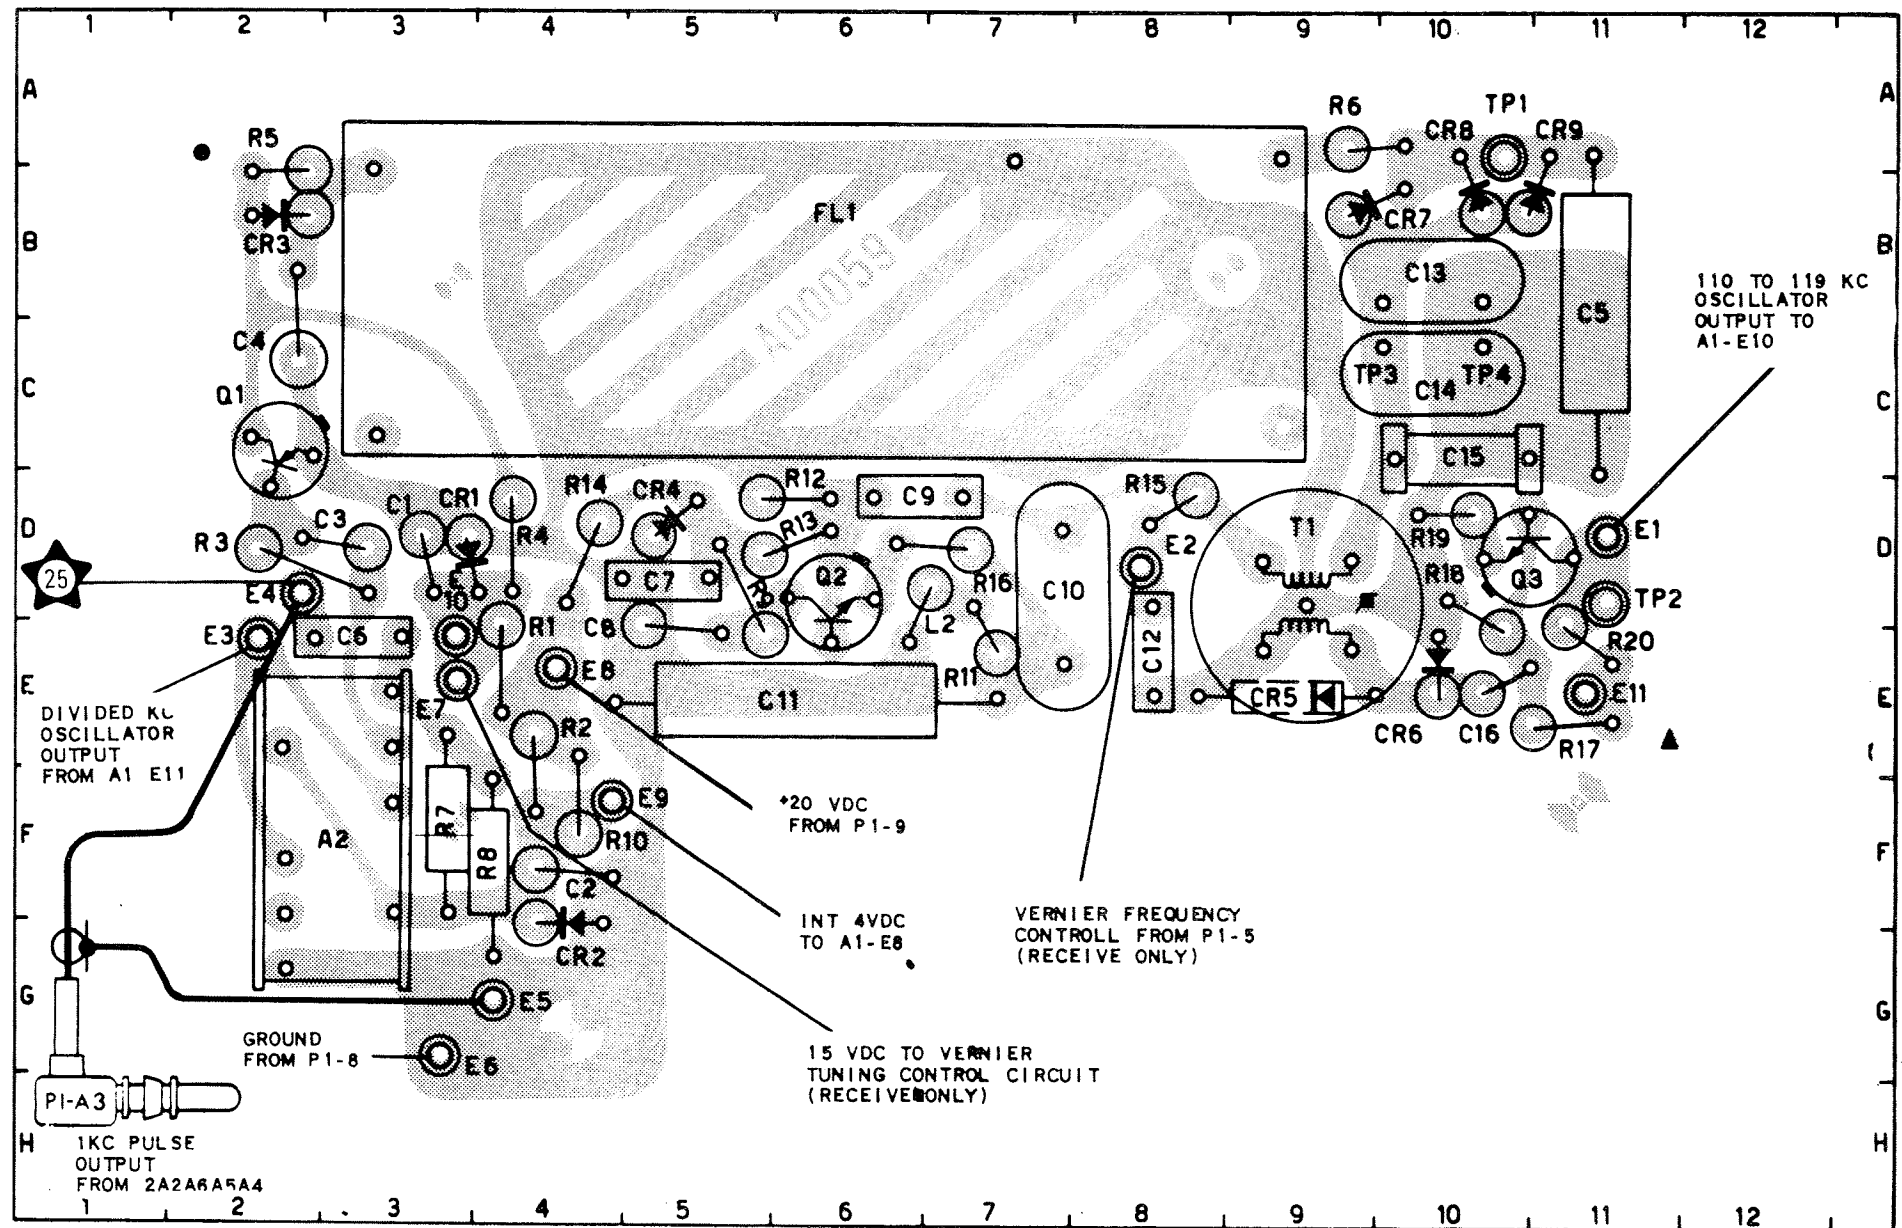 1 2 3 4 5 6 7 8 9 10 11 12
A A
R6 TP1
R5 CR8 CR9
FL1
CR7
CR3
B B
C13
A00059
110 TO 119 KC
OSCILLATOR
OUTPUT TO
A1-E10
C5
C4
TP3 TP4
C14
Q1
C C
C15
R14 CR4 R12 C9 R15
C1 CR1
C3 R4 R13 T1 R19
D D
R3 E2 E1
25
C7 Q2 R16 C10 R18 Q3
E4 E10 R9 TP2
E3 C6 R1 C8 L2 C12 R20
R11
E8
E E
E7 C11 CR5 E11
DIVIDED KC
OSCILLATOR
OUTPUT
FROM A1 E11
R2 CR6 C16 R17
E9
+20 VDC
FROM P1-9
R7
F A2 R10 F
R8
C2
INT 4VDC
TO A1-E8
VERNIER FREQUENCY
CONTROLL FROM P1-5
(RECEIVE ONLY)
CR2
G E5 G
GROUND
FROM P1-8
E6
15 VDC TO VERNIER
TUNING CONTROL CIRCUIT
(RECEIVE ONLY)
P1-A3
H H
1KC PULSE
OUTPUT
FROM 2A2A6A5A4
1 2 3 4 5 6 7 8 9 10 11 12